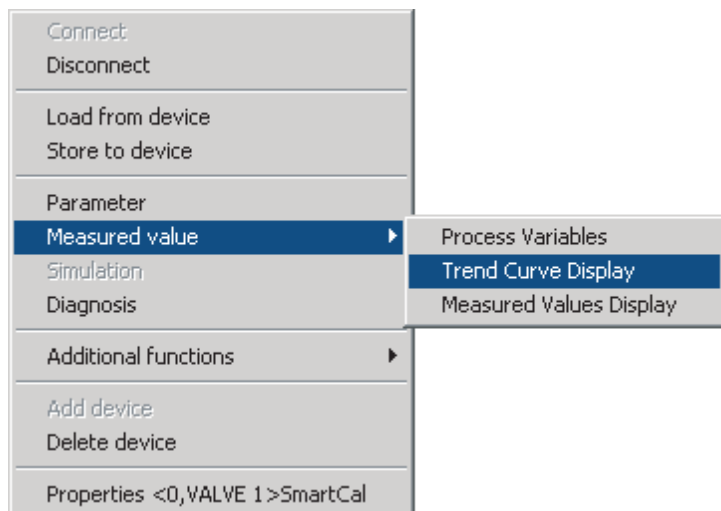 Connect
Disconnect
Load from device
Store to device
Parameter
Measured value
Simulation
Diagnosis
Additional functions
Add device
Delete device
Properties <0,VALVE 1>SmartCal
Process Variables
Trend Curve Display
Measured Values Display